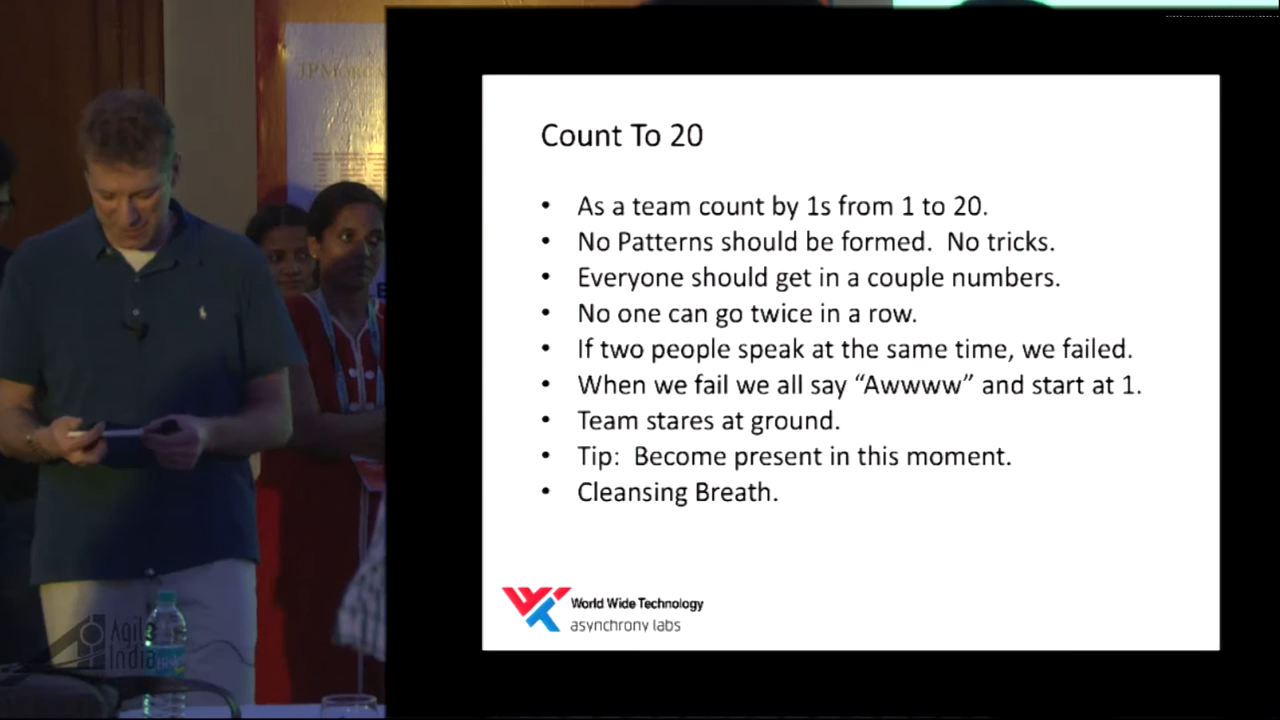 JPMORGA
Count To 20
• As a team count by 1s from 1 to 20.
• No Patterns should be formed.  No tricks.
• Everyone should get in a couple numbers.
• No one can go twice in a row.
• If two people speak at the same time, we failed.
• When we fail we all say “Awwww” and start at 1.
• Team stares at ground.
• Tip:  Become present in this moment.
• Cleansing Breath.
World Wide Technology
asynchrony labs
Agile
India